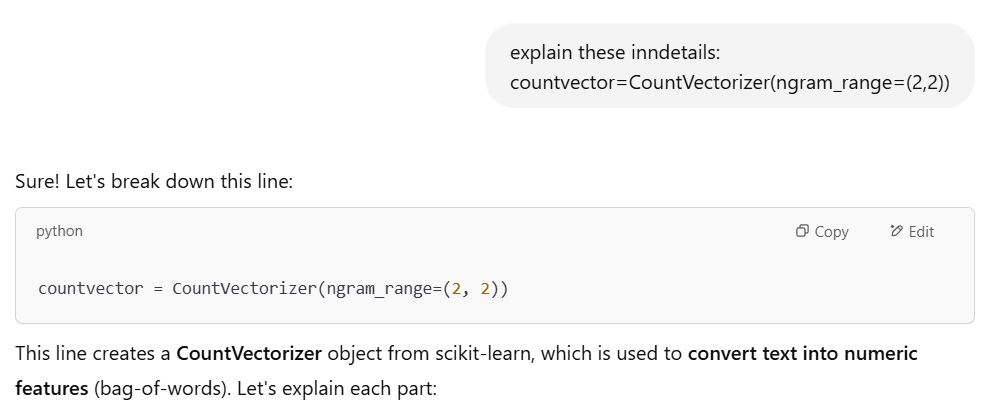 explain these inndetails:
countvector=CountVectorizer(ngram_range=(2,2))
Sure! Let's break down this line:
python Copy Edit
countvector = CountVectorizer(ngram_range=(2, 2))
This line creates a CountVectorizer object from scikit-learn, which is used to convert text into numeric
features (bag-of-words). Let's explain each part: